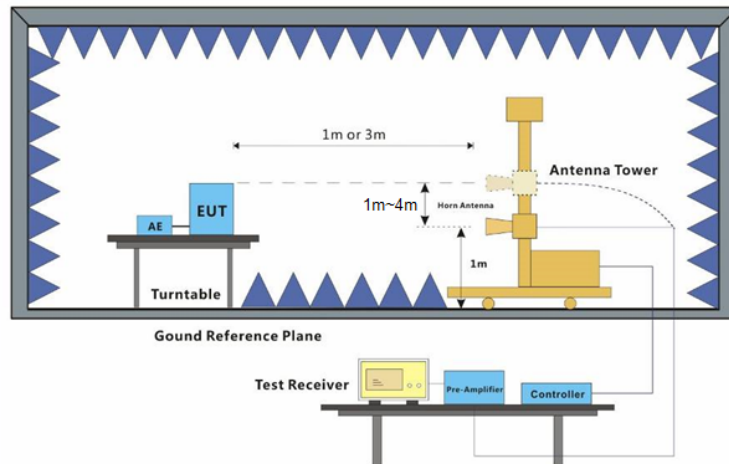 1m or 3m
Antenna Tower
1m~4m
Horn Antenna
EUT
AE
1m
Turntable
Gound Reference Plane
Test Receiver
Pre-Amplifier
Controller